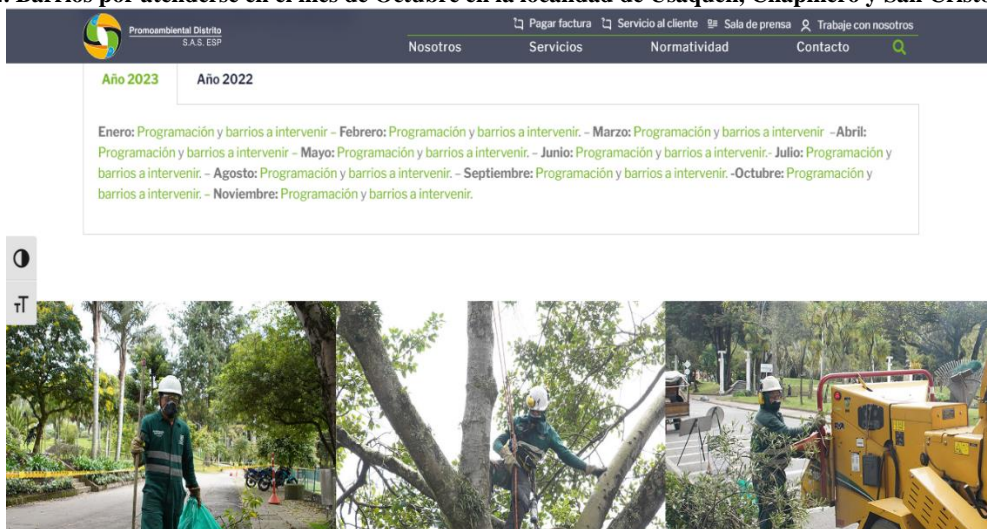 . Barrios por atenderse en el mes de Octubre en la localidad de Usaquén, Chapinero y San Cristó
Promoambiental Distrito
S.A.S. ESP
Pagar factura Servicio al cliente Sala de prensa Trabaje con nosotros
Nosotros Servicios Normatividad Contacto
Año 2023 Año 2022
Enero: Programación y barrios a intervenir – Febrero: Programación y barrios a intervenir. – Marzo: Programación y barrios a intervenir –Abril:
Programación y barrios a intervenir – Mayo: Programación y barrios a intervenir. – Junio: Programación y barrios a intervenir.- Julio: Programación y
barrios a intervenir. – Agosto: Programación y barrios a intervenir. – Septiembre: Programación y barrios a intervenir. -Octubre: Programación y
barrios a intervenir. – Noviembre: Programación y barrios a intervenir.
TT